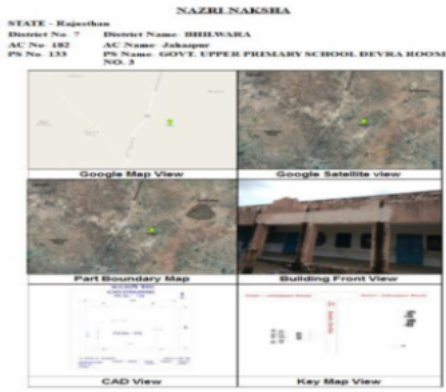 NAZRI NAKSHA
STATE - Rajasthan
District No 7 District Name BHILWARA
AC No 182 AC Name Jahazpur
PS No. 133 PS Name GOVT. UPPER PRIMARY SCHOOL DEVRA ROOM
NO. 3
Google Map View Google Satellite view
Part Boundary Map Building Front View
CAD View Key Map View